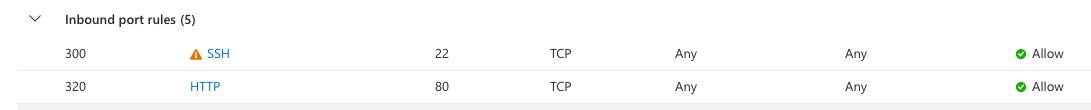 Inbound port rules (5)
300 SSH 22 TCP Any Any Allow
320 HTTP 80 TCP Any Any Allow